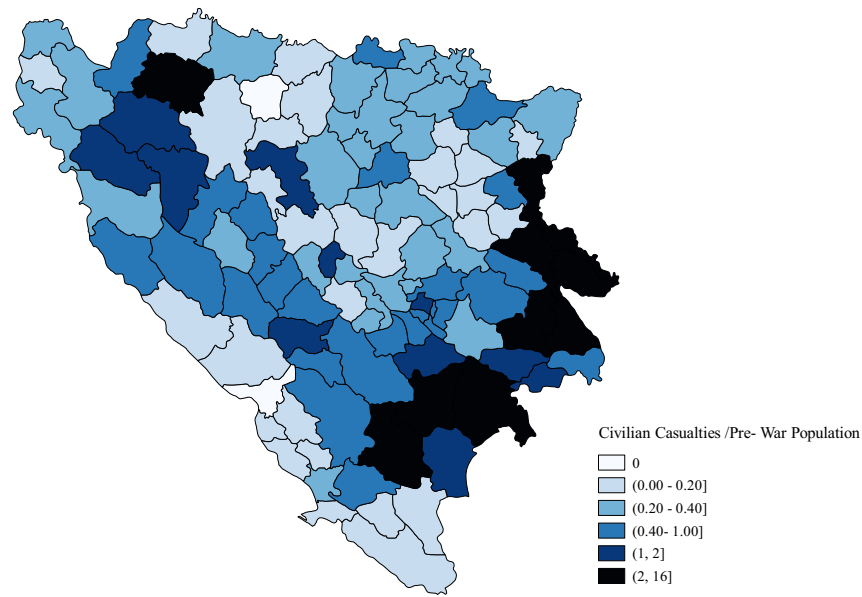 Civilian Casualties /Pre- War Population
0
(0.00 - 0.20]
(0.20 - 0.40]
(0.40- 1.00]
(1, 2]
(2, 16]